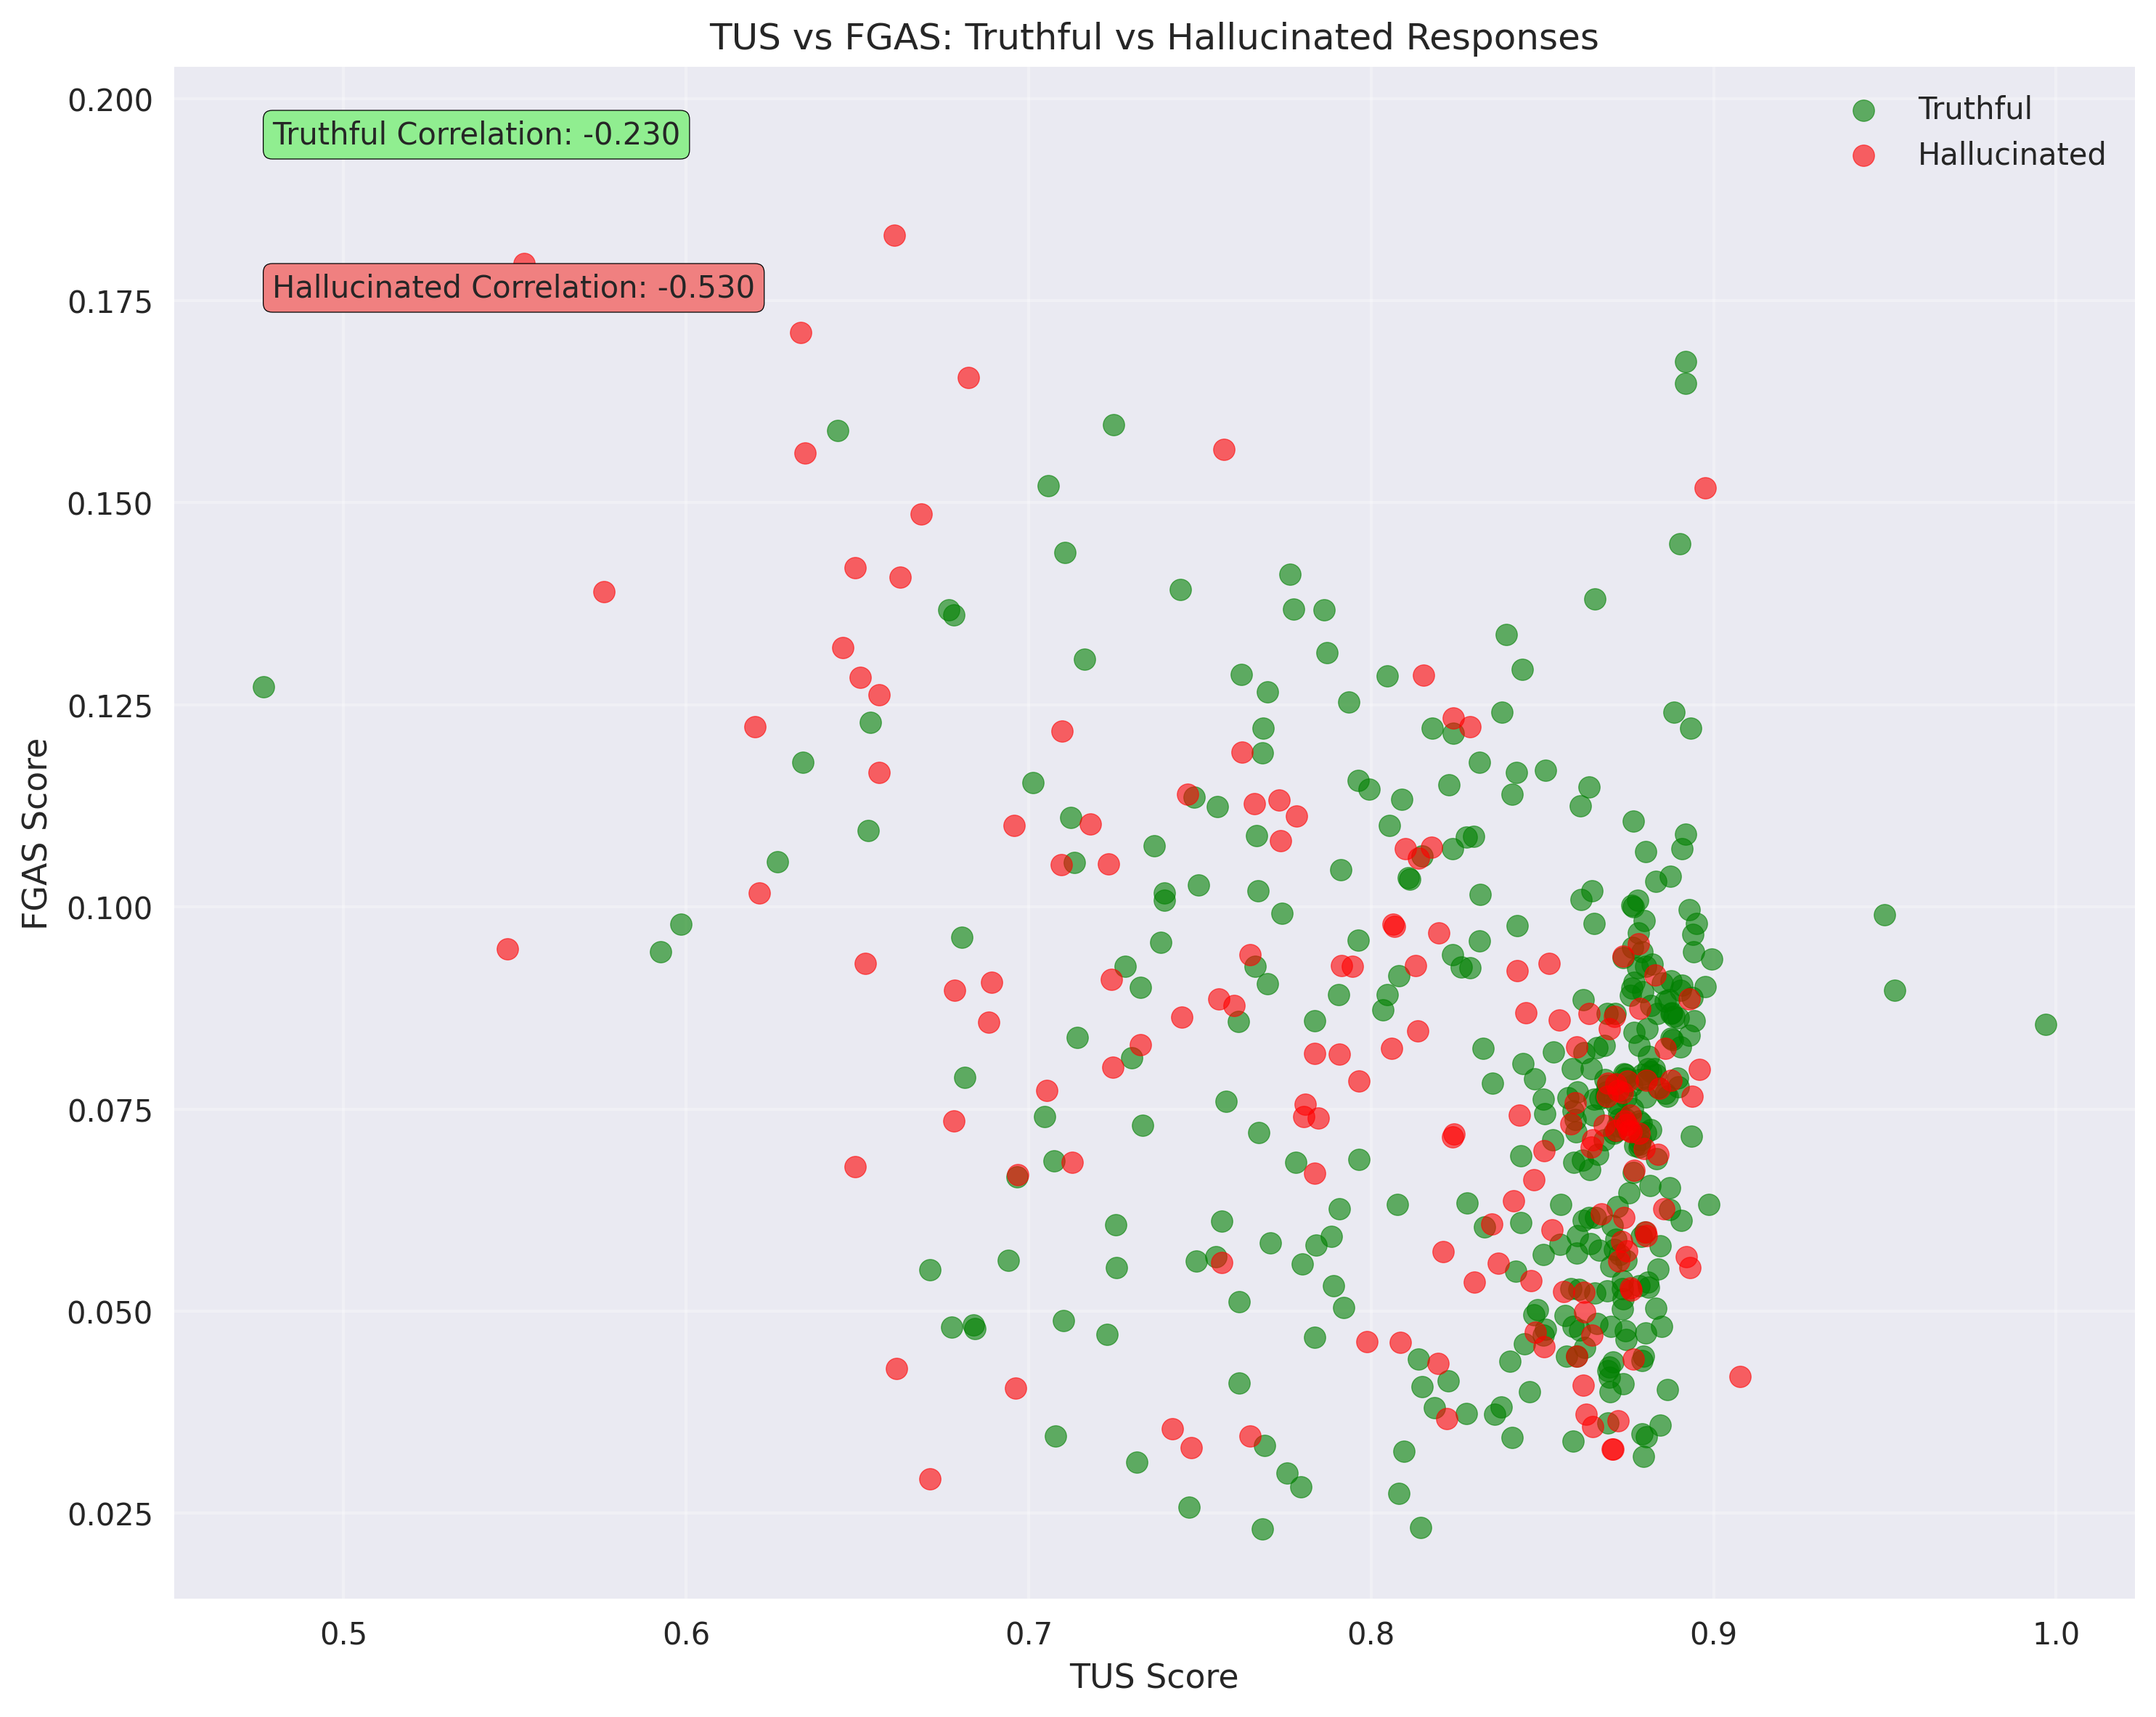 TUS vs FGAS: Truthful vs Hallucinated Responses
Truthful Correlation: -0.230
Hallucinated Correlation: -0.530
Truthful
Hallucinated
FGAS Score
0.200
0.175
0.150
0.125
0.100
0.075
0.050
0.025
0.5 0.6 0.7 0.8 0.9 1.0
TUS Score